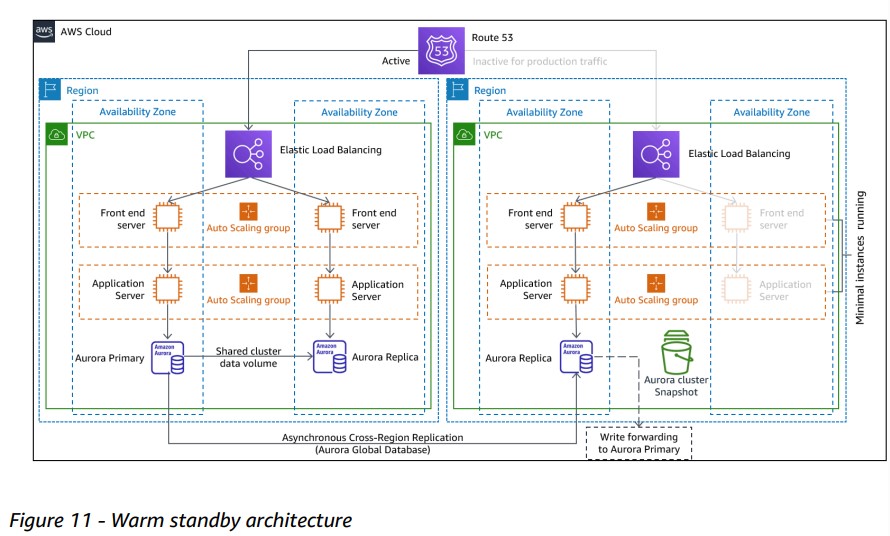 aws
AWS Cloud
53
Route 53
Active
Inactive for production traffic
Region
Availability Zone
Availability Zone
VPC
Elastic Load Balancing
Front end
server
Auto Scaling group
Front end
server
Application
Server
Auto Scaling group
Application
Server
Aurora Primary
Amazon
Aurora
Shared cluster
data volume
Amazon
Aurora
Aurora Replica
Region
Availability Zone
Availability Zone
VPC
Elastic Load Balancing
Front end
server
Auto Scaling group
Front end
server
Application
Server
Auto Scaling group
Application
Server
Minimal instances running
Aurora Replica
Amazon
Aurora
Aurora cluster
Snapshot
Asynchronous Cross-Region Replication
(Aurora Global Database)
Write forwarding
to Aurora Primary
Figure 11 - Warm standby architecture